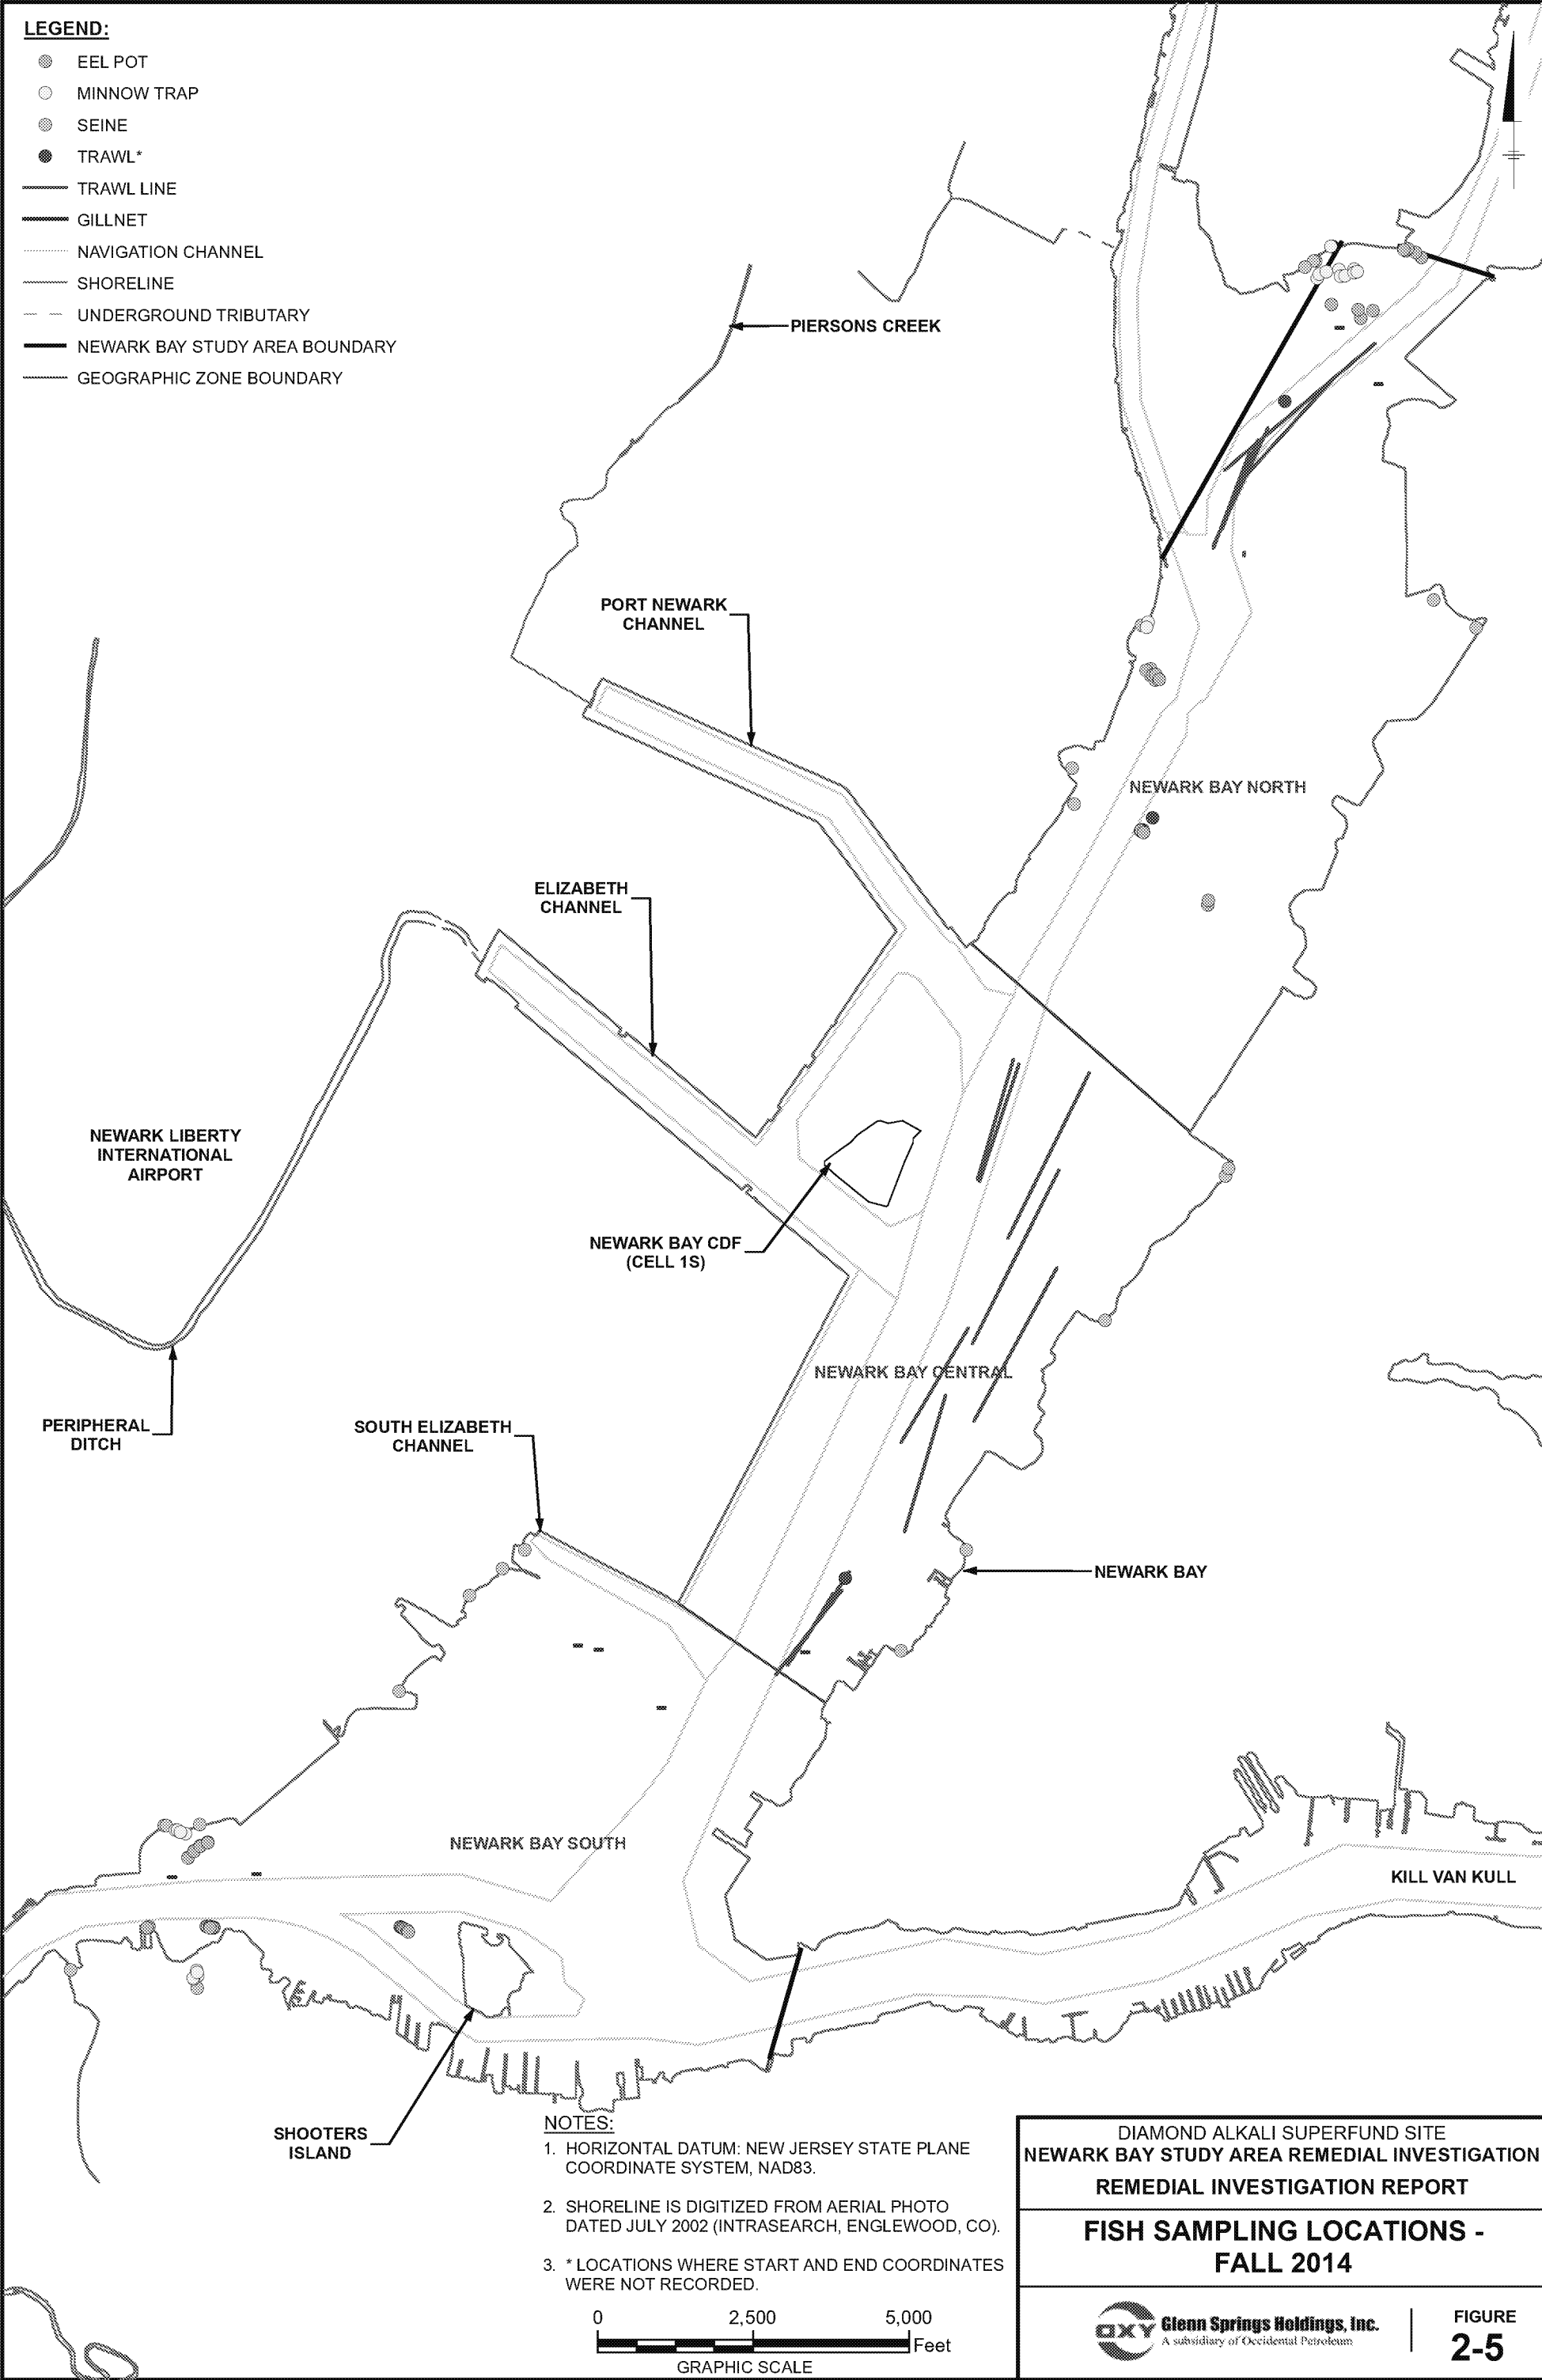 LEGEND:
EEL POT
MINNOW TRAP
SEINE
TRAWL*
TRAWL LINE
GILLNET
NAVIGATION CHANNEL
SHORELINE
UNDERGROUND TRIBUTARY
NEWARK BAY STUDY AREA BOUNDARY
GEOGRAPHIC ZONE BOUNDARY
PIERSONS CREEK
PORT NEWARK
CHANNEL
NEWARK BAY NORTH
ELIZABETH
CHANNEL
NEWARK LIBERTY
INTERNATIONAL
AIRPORT
NEWARK BAY CDF
(CELL 1S)
NEWARK BAY CENTRAL
PERIPHERAL
DITCH
SOUTH ELIZABETH
CHANNEL
NEWARK BAY
NEWARK BAY SOUTH
KILL VAN KULL
SHOOTERS
ISLAND
NOTES:
1. HORIZONTAL DATUM: NEW JERSEY STATE PLANE
COORDINATE SYSTEM, NAD83.
2. SHORELINE IS DIGITIZED FROM AERIAL PHOTO
DATED JULY 2002 (INTRASEARCH, ENGLEWOOD, CO).
3. * LOCATIONS WHERE START AND END COORDINATES
WERE NOT RECORDED.
0 2,500 5,000
Feet
GRAPHIC SCALE
DIAMOND ALKALI SUPERFUND SITE
NEWARK BAY STUDY AREA REMEDIAL INVESTIGATION
REMEDIAL INVESTIGATION REPORT
FISH SAMPLING LOCATIONS -
FALL 2014
OXY
Glenn Springs Holdings, Inc.
A subsidiary of Occidental Petroleum
FIGURE
2-5